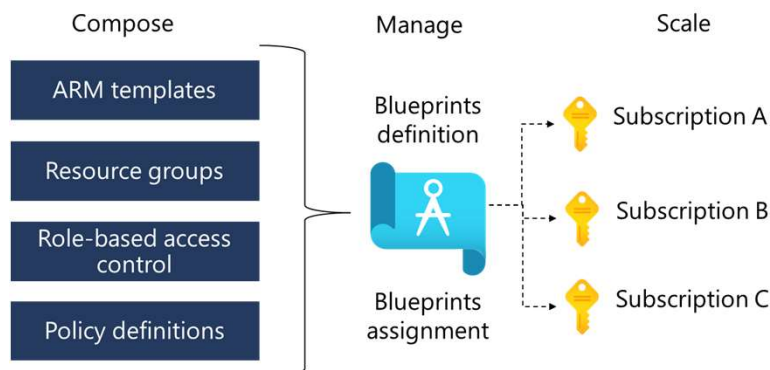 Compose
Manage
Scale
ARM templates
Resource groups
Role-based access
control
Policy definitions
Blueprints
definition
Blueprints
assignment
Subscription A
Subscription B
Subscription C